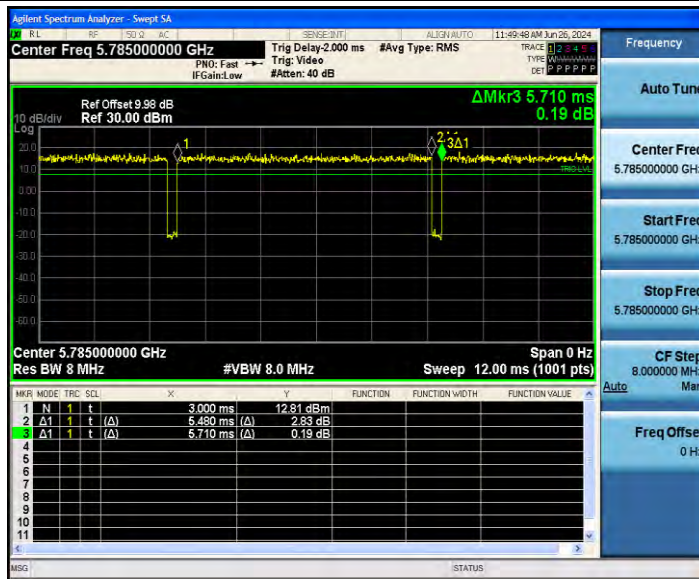 Agilent Spectrum Analyzer - Swept SA
RL RF 50 Ω AC SENSE:INT ALIGN AUTO 11:49:48 AM Jun 26, 2024
Center Freq 5.785000000 GHz Trig Delay-2.000 ms #Avg Type: RMS TRACE 1 2 3 4 5 6
PNO: Fast Trig: Video TYPE
IFGain:Low #Atten: 40 dB DET P P P P P P
ΔMkr3 5.710 ms
0.19 dB
Ref Offset 9.98 dB
10 dB/div Ref 30.00 dBm
Log
20.0
10.0
0.00
-10.0
-20.0
-30.0
-40.0
-50.0
-60.0
1
2
3Δ1
TRIG LVL
Center 5.785000000 GHz Span 0 Hz
Res BW 8 MHz #VBW 8.0 MHz Sweep 12.00 ms (1001 pts)
MKR MODE TRC SCL X Y FUNCTION FUNCTION WIDTH FUNCTION VALUE
1 N 1 t 3.000 ms 12.81 dBm
2 Δ1 1 t (Δ) 5.480 ms (Δ) 2.83 dB
3 Δ1 1 t (Δ) 5.710 ms (Δ) 0.19 dB
4
5
6
7
8
9
10
11
MSG STATUS
Frequency
Auto Tune
Center Freq
5.785000000 GHz
Start Freq
5.785000000 GHz
Stop Freq
5.785000000 GHz
CF Step
8.000000 MHz
Auto Man
Freq Offset
0 Hz